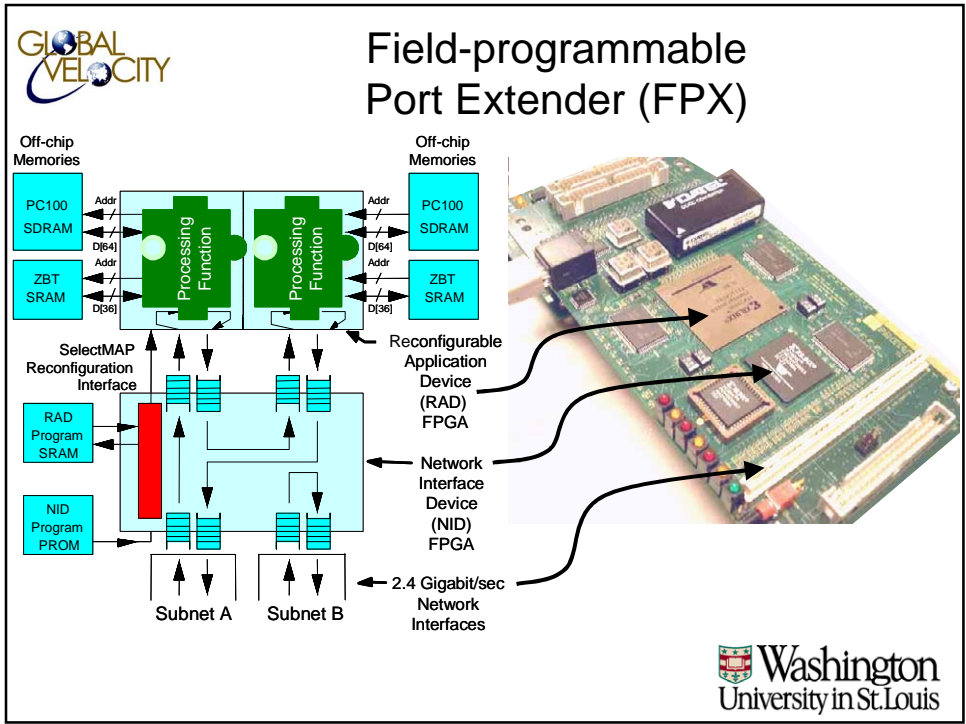 GLOBAL
VELOCITY
Field-programmable
Port Extender (FPX)
Off-chip
Memories
PC100
SDRAM
ZBT
SRAM
Addr
D[64]
Addr
D[36]
Processing
Function
Processing
Function
Off-chip
Memories
Addr
D[64]
Addr
D[36]
PC100
SDRAM
ZBT
SRAM
SelectMAP
Reconfiguration
Interface
RAD
Program
SRAM
NID
Program
PROM
Reconfigurable
Application
Device
(RAD)
FPGA
Network
Interface
Device
(NID)
FPGA
2.4 Gigabit/sec
Network
Interfaces
Subnet A
Subnet B
DATEL
XILINX
Washington
University in St.Louis